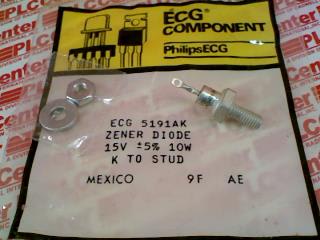 ECG®
COMPONENT
PhilipsECG
ECG 5191AK
ZENER DIODE
15V ±5% 10W
K TO STUD
MEXICO 9F AE